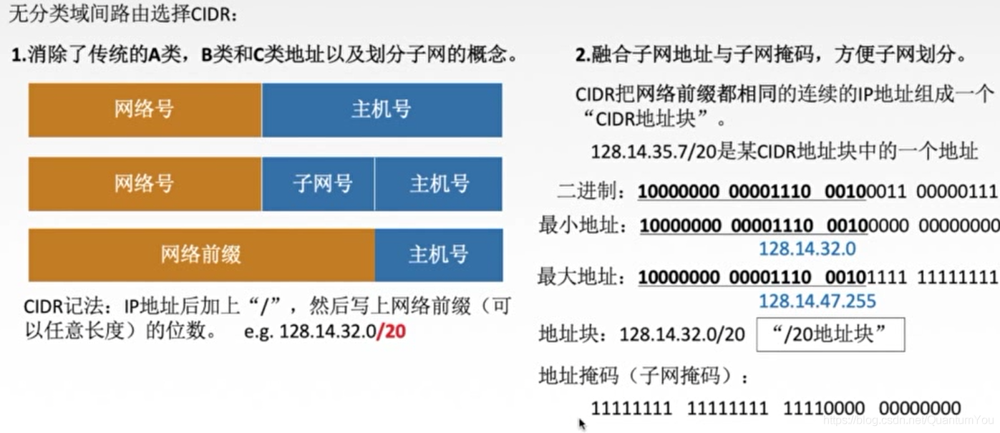 无分类域间路由选择CIDR：
1.消除了传统的A类，B类和C类地址以及划分子网的概念。
网络号 主机号
网络号 子网号 主机号
网络前缀 主机号
CIDR记法：IP地址后加上“/”，然后写上网络前缀（可
以任意长度）的位数。 e.g. 128.14.32.0/20
2.融合子网地址与子网掩码，方便子网划分。
CIDR把网络前缀都相同的连续的IP地址组成一个
“CIDR地址块”。
128.14.35.7/20是某CIDR地址块中的一个地址
二进制：10000000 00001110 00100011 00000111
最小地址：10000000 00001110 00100000 00000000
128.14.32.0
最大地址：10000000 00001110 00101111 11111111
128.14.47.255
地址块：128.14.32.0/20 “/20地址块”
地址掩码（子网掩码）：
11111111 11111111 11110000 00000000
https://blog.csdn.net/QuantumYou